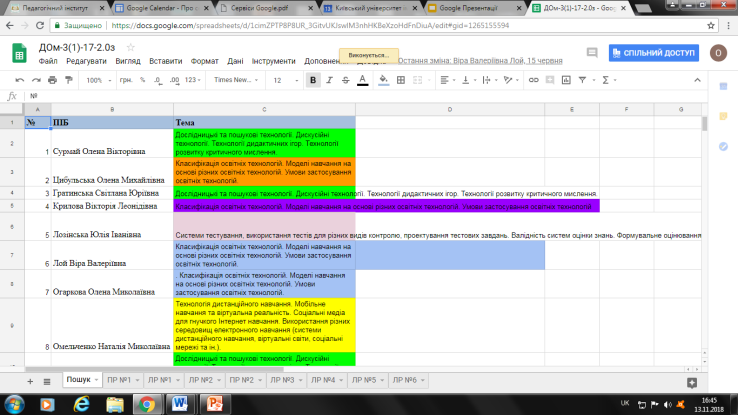 Педагогічний інститут
Google Calendar - Про с
Сервіси Google.pdf
Київський університет ім
Google Презентації
ДОм-3(1)-17-2.0з - Goog
Захищено
https://docs.google.com/spreadsheets/d/1cimZPTP8P8UR_3GitvUKJswlM3nhHKBeXzoHdFnDiuA/edit#gid=1265155594
ДОм-3(1)-17-2.0з
Виконується...
СПІЛЬНИЙ ДОСТУП
О
Файл Редагувати Вигляд Вставити Формат Дані Інструменти Доповнен
Остання зміна: Віра Валеріївна Лой, 15 червня
100% грн. % .0 .00 123 Times New... 12 B I S A
fx №
A B C D E F G
1 № ПІБ Тема
2 1 Сурмай Олена Вікторівна
Дослідницькі та пошукові технології. Дискусійні
технології. Технології дидактичних ігор. Технології
розвитку критичного мислення.
3 2 Цибульська Олена Михайлівна
Класифікація освітніх технологій. Моделі навчання на
основі різних освітніх технологій. Умови застосування
освітніх технологій.
4 3 Гратинська Світлана Юріївна Дослідницькі та пошукові технології. Дискусійні технології. Технології дидактичних ігор. Технології розвитку критичного мислення.
5 4 Крилова Вікторія Леонідівна Класифікація освітніх технологій. Моделі навчання на основі різних освітніх технологій. Умови застосування освітніх технологій.
6 5 Лозінська Юлія Іванівна Системи тестування, використання тестів для різних видів контролю, проектування тестових завдань. Валідність систем оцінки знань. Формувальне оцінювання
7 6 Лой Віра Валеріївна
Класифікація освітніх технологій. Моделі навчання на
основі різних освітніх технологій. Умови застосування
освітніх технологій.
8 7 Огаркова Олена Миколаївна
. Класифікація освітніх технологій. Моделі навчання
на основі різних освітніх технологій. Умови
застосування освітніх технологій.
9 8 Омельченко Наталія Миколаївна
Технологія дистанційного навчання. Мобільне
навчання та віртуальна реальність. Соціальні медіа
для гнучкого Інтернет навчання. Використання різних
середовищ електронного навчання (системи
дистанційного навчання, віртуальні світи, соціальні
мережі та ін.).
Дослідницькі та пошукові технології. Дискусійні
Пошук ПР №1 ЛР №1 ЛР №2 ПР №2 ЛР №3 ЛР №4 ЛР №5 ЛР №6
UK
16:45
13.11.2018